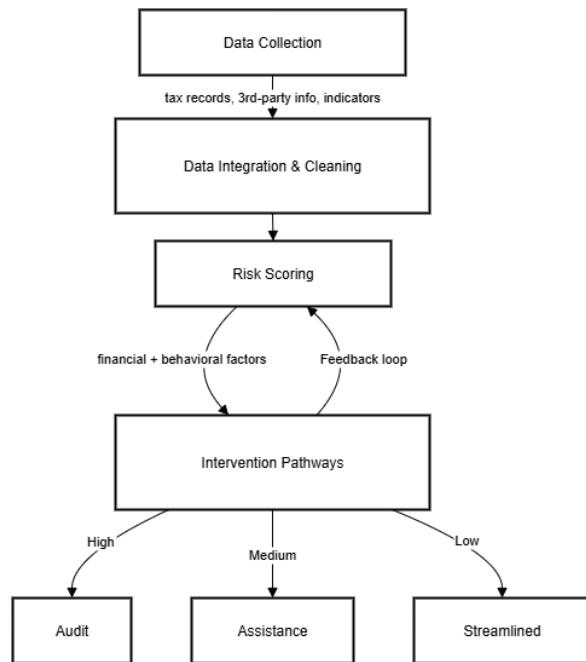 Data Collection
tax records, 3rd-party info, indicators
Data Integration & Cleaning
Risk Scoring
financial + behavioral factors
Feedback loop
Intervention Pathways
High
Medium
Low
Audit
Assistance
Streamlined